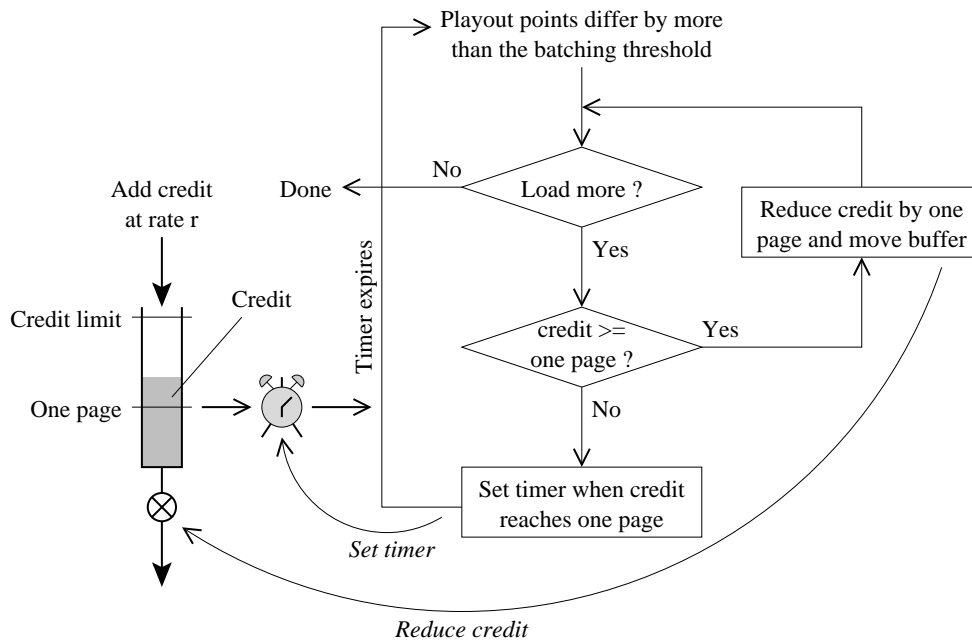 Playout points differ by more
than the batching threshold
No
Load more ?
Done
Add credit
at rate r
Reduce credit by one
page and move buffer
Yes
Timer expires
Credit
Credit limit
credit >=
one page ?
Yes
One page
No
Set timer when credit
reaches one page
Set timer
Reduce credit